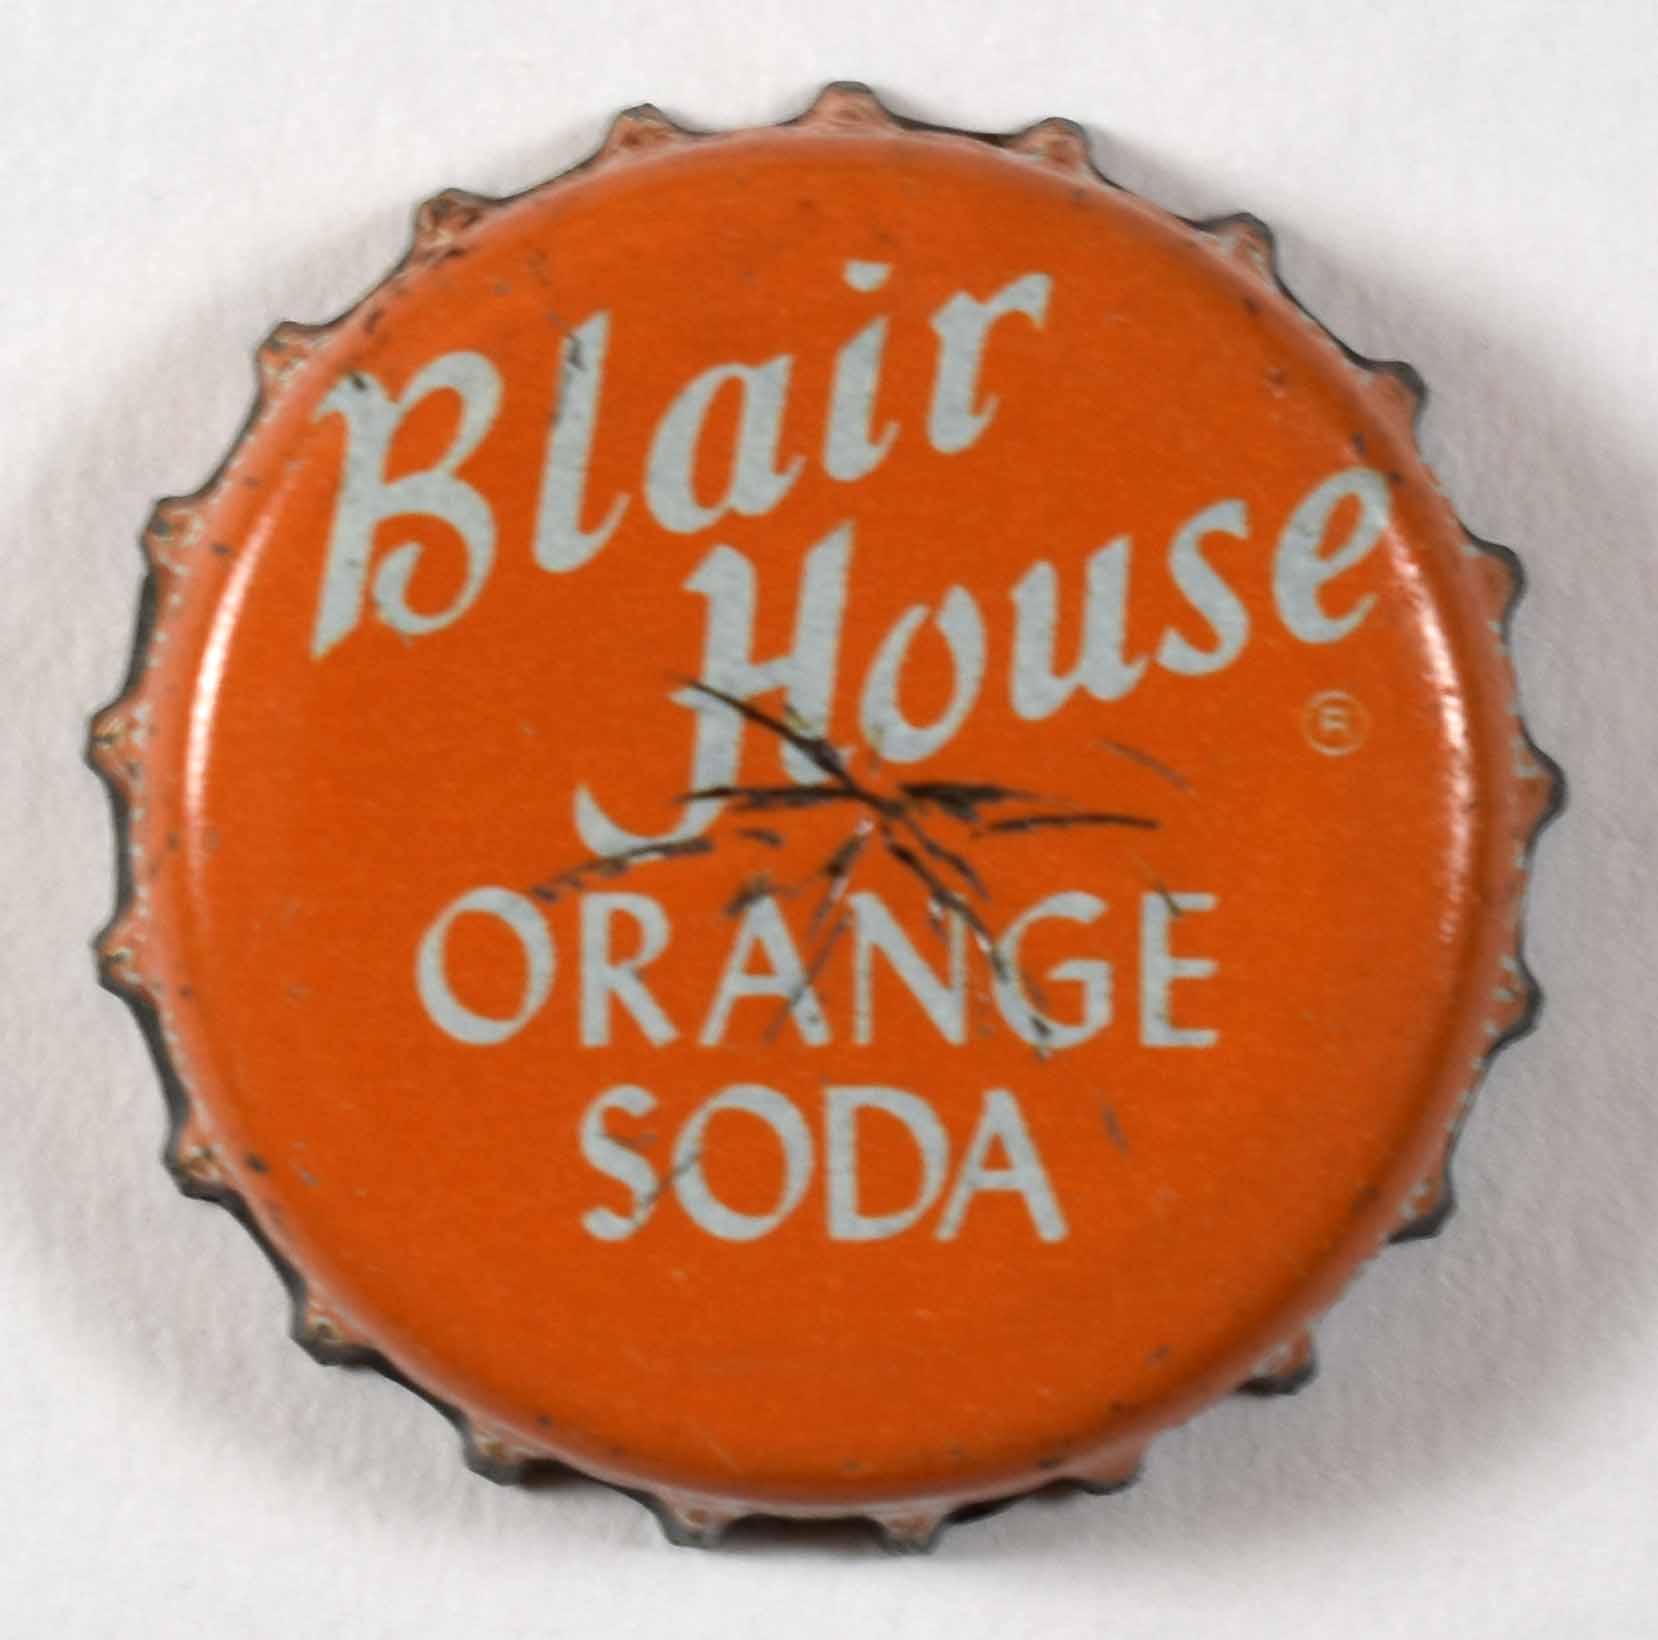 Blair
House
®
ORANGE
SODA